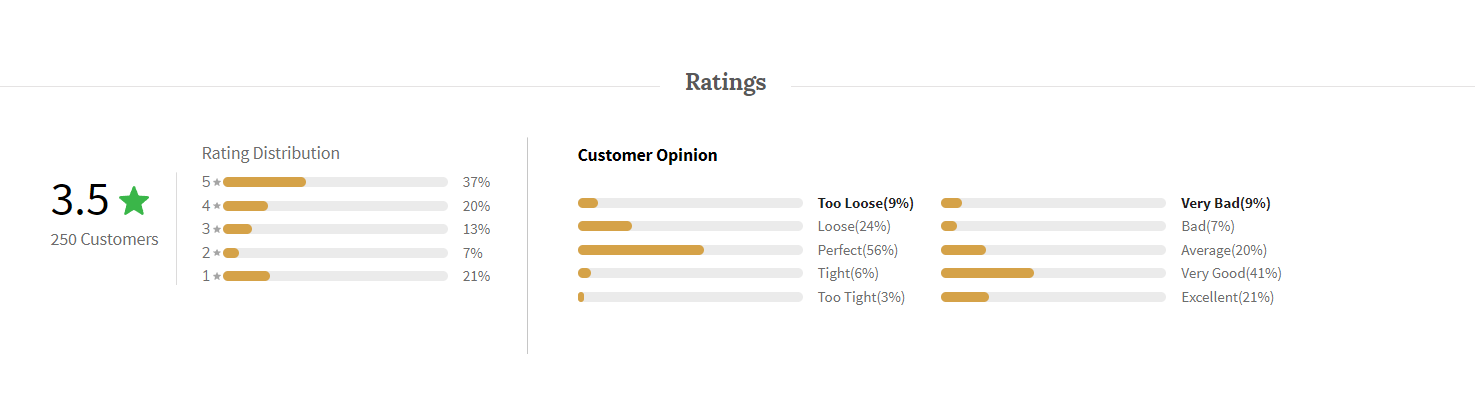 Ratings
3.5
250 Customers
Rating Distribution
5 37%
4 20%
3 13%
2 7%
1 21%
Customer Opinion
Too Loose(9%)
Loose(24%)
Perfect(56%)
Tight(6%)
Too Tight(3%)
Very Bad(9%)
Bad(7%)
Average(20%)
Very Good(41%)
Excellent(21%)